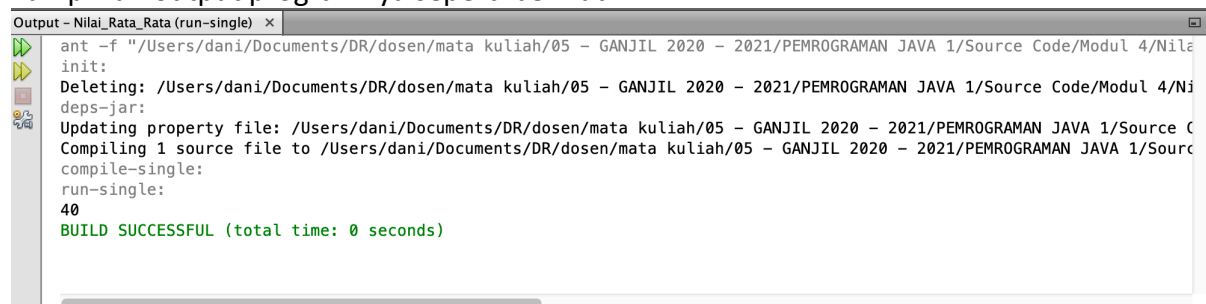 Output – Nilai_Rata_Rata (run-single) ×
ant -f "/Users/dani/Documents/DR/dosen/mata kuliah/05 – GANJIL 2020 – 2021/PEMROGRAMAN JAVA 1/Source Code/Modul 4/Nila
init:
Deleting: /Users/dani/Documents/DR/dosen/mata kuliah/05 – GANJIL 2020 – 2021/PEMROGRAMAN JAVA 1/Source Code/Modul 4/Ni
deps-jar:
Updating property file: /Users/dani/Documents/DR/dosen/mata kuliah/05 – GANJIL 2020 – 2021/PEMROGRAMAN JAVA 1/Source C
Compiling 1 source file to /Users/dani/Documents/DR/dosen/mata kuliah/05 – GANJIL 2020 – 2021/PEMROGRAMAN JAVA 1/Sourc
compile-single:
run-single:
40
BUILD SUCCESSFUL (total time: 0 seconds)